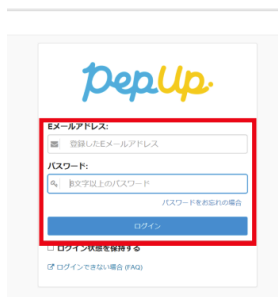 PepUp.
Eメールアドレス:
登録したEメールアドレス
パスワード:
8文字以上のパスワード
パスワードをお忘れの場合
ログイン
ログイン状態を保持する
ログインできない場合 (FAQ)